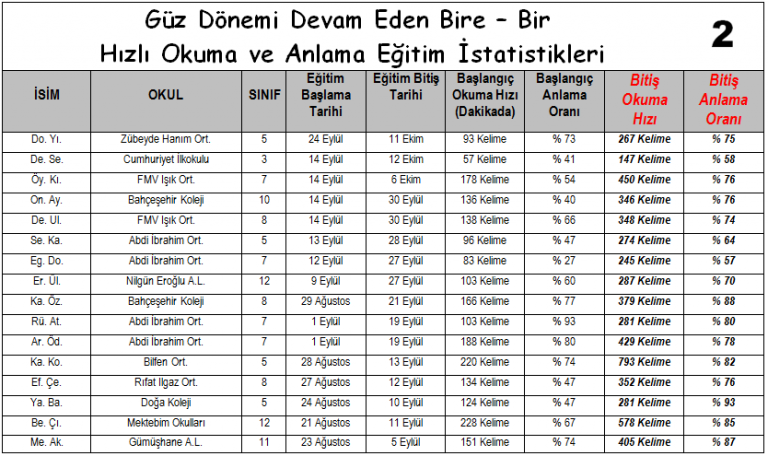 Güz Dönemi Devam Eden Bire – Bir
Hızlı Okuma ve Anlama Eğitim İstatistikleri
2
İSİM OKUL SINIF Eğitim Başlama Tarihi Eğitim Bitiş Tarihi Başlangıç Okuma Hızı (Dakikada) Başlangıç Anlama Oranı Bitiş Okuma Hızı Bitiş Anlama Oranı
Do. Yı. Zübeyde Hanım Ort. 5 24 Eylül 11 Ekim 93 Kelime % 73 267 Kelime % 75
De. Se. Cumhuriyet İlkokulu 3 14 Eylül 12 Ekim 57 Kelime % 41 147 Kelime % 58
Öy. Kı. FMV Işık Ort. 7 14 Eylül 6 Ekim 178 Kelime % 54 450 Kelime % 76
On. Ay. Bahçeşehir Koleji 10 14 Eylül 30 Eylül 136 Kelime % 40 346 Kelime % 76
De. Ul. FMV Işık Ort. 8 14 Eylül 30 Eylül 138 Kelime % 66 348 Kelime % 74
Se. Ka. Abdi İbrahim Ort. 5 13 Eylül 28 Eylül 96 Kelime % 47 274 Kelime % 64
Eg. Do. Abdi İbrahim Ort. 7 12 Eylül 27 Eylül 83 Kelime % 27 245 Kelime % 57
Er. Ül. Nilgün Eroğlu A.L. 12 9 Eylül 27 Eylül 103 Kelime % 60 287 Kelime % 70
Ka. Öz. Bahçeşehir Koleji 8 29 Ağustos 21 Eylül 166 Kelime % 77 379 Kelime % 88
Rü. At. Abdi İbrahim Ort. 7 1 Eylül 19 Eylül 103 Kelime % 93 281 Kelime % 80
Ar. Öd. Abdi İbrahim Ort. 7 1 Eylül 19 Eylül 188 Kelime % 80 429 Kelime % 78
Ka. Ko. Bilfen Ort. 5 28 Ağustos 13 Eylül 220 Kelime % 74 793 Kelime % 82
Ef. Çe. Rıfat Ilgaz Ort. 8 27 Ağustos 12 Eylül 134 Kelime % 47 352 Kelime % 76
Ya. Ba. Doğa Koleji 5 24 Ağustos 10 Eylül 124 Kelime % 47 281 Kelime % 93
Be. Çı. Mektebim Okulları 12 21 Ağustos 11 Eylül 228 Kelime % 67 578 Kelime % 85
Me. Ak. Gümüşhane A.L. 11 23 Ağustos 5 Eylül 151 Kelime % 74 405 Kelime % 87